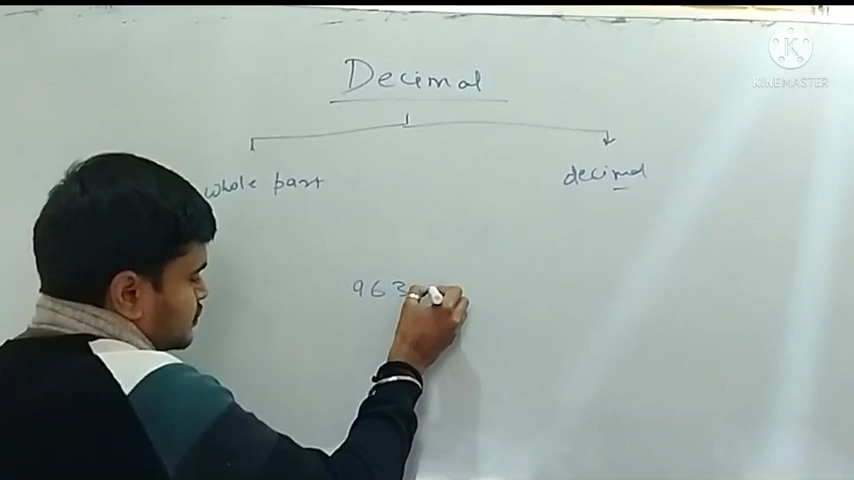 Decimal
whole part
decimal
963
KINEMASTER